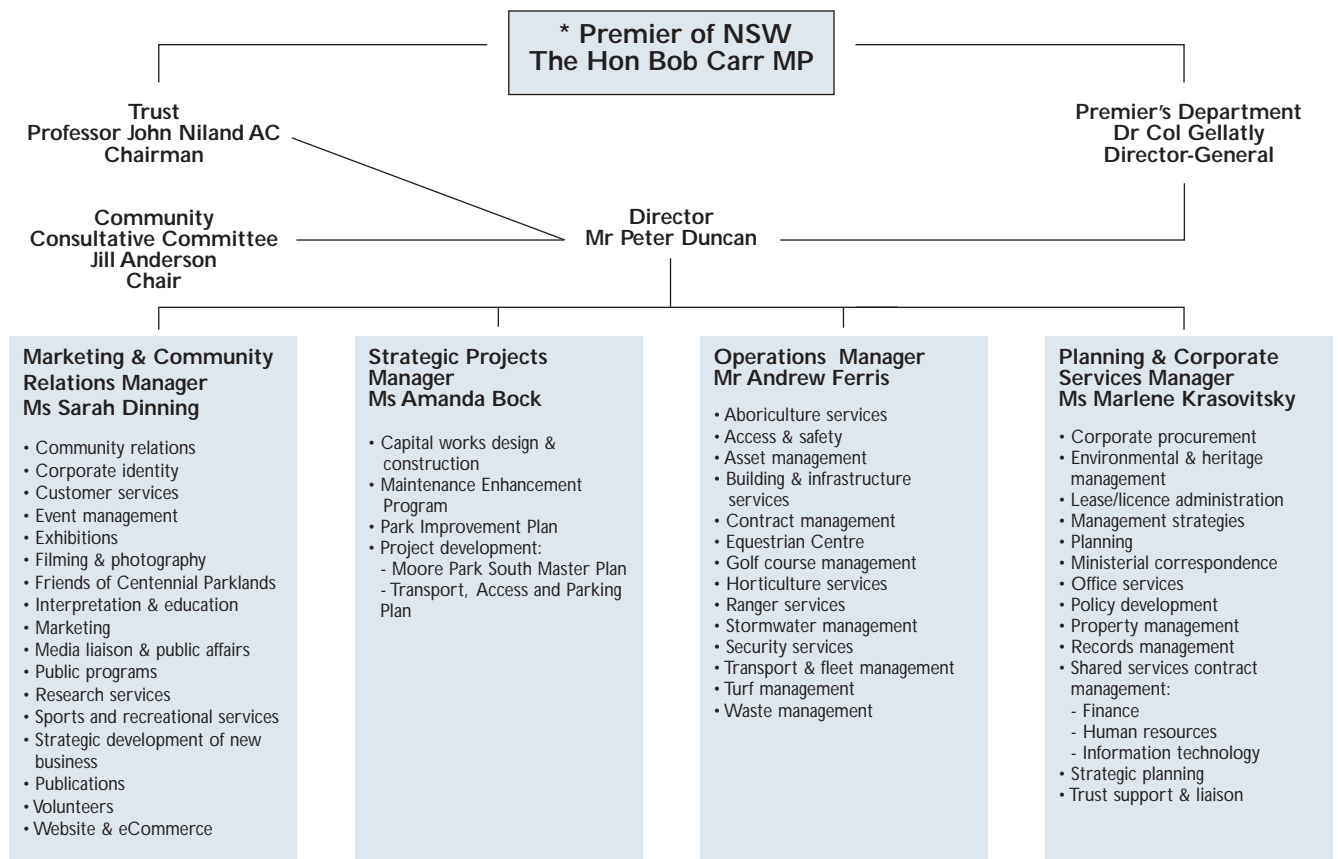 * Premier of NSW
The Hon Bob Carr MP
Trust
Professor John Niland AC
Chairman
Premier's Department
Dr Col Gellatly
Director-General
Community
Consultative Committee
Jill Anderson
Chair
Director
Mr Peter Duncan
Marketing & Community
Relations Manager
Ms Sarah Dinning
• Community relations
• Corporate identity
• Customer services
• Event management
• Exhibitions
• Filming & photography
• Friends of Centennial Parklands
• Interpretation & education
• Marketing
• Media liaison & public affairs
• Public programs
• Research services
• Sports and recreational services
• Strategic development of new
business
• Publications
• Volunteers
• Website & eCommerce
Strategic Projects
Manager
Ms Amanda Bock
• Capital works design &
construction
• Maintenance Enhancement
Program
• Park Improvement Plan
• Project development:
- Moore Park South Master Plan
- Transport, Access and Parking
Plan
Operations Manager
Mr Andrew Ferris
• Aboriculture services
• Access & safety
• Asset management
• Building & infrastructure
services
• Contract management
• Equestrian Centre
• Golf course management
• Horticulture services
• Ranger services
• Stormwater management
• Security services
• Transport & fleet management
• Turf management
• Waste management
Planning & Corporate
Services Manager
Ms Marlene Krasovitsky
• Corporate procurement
• Environmental & heritage
management
• Lease/licence administration
• Management strategies
• Planning
• Ministerial correspondence
• Office services
• Policy development
• Property management
• Records management
• Shared services contract
management:
- Finance
- Human resources
- Information technology
• Strategic planning
• Trust support & liaison